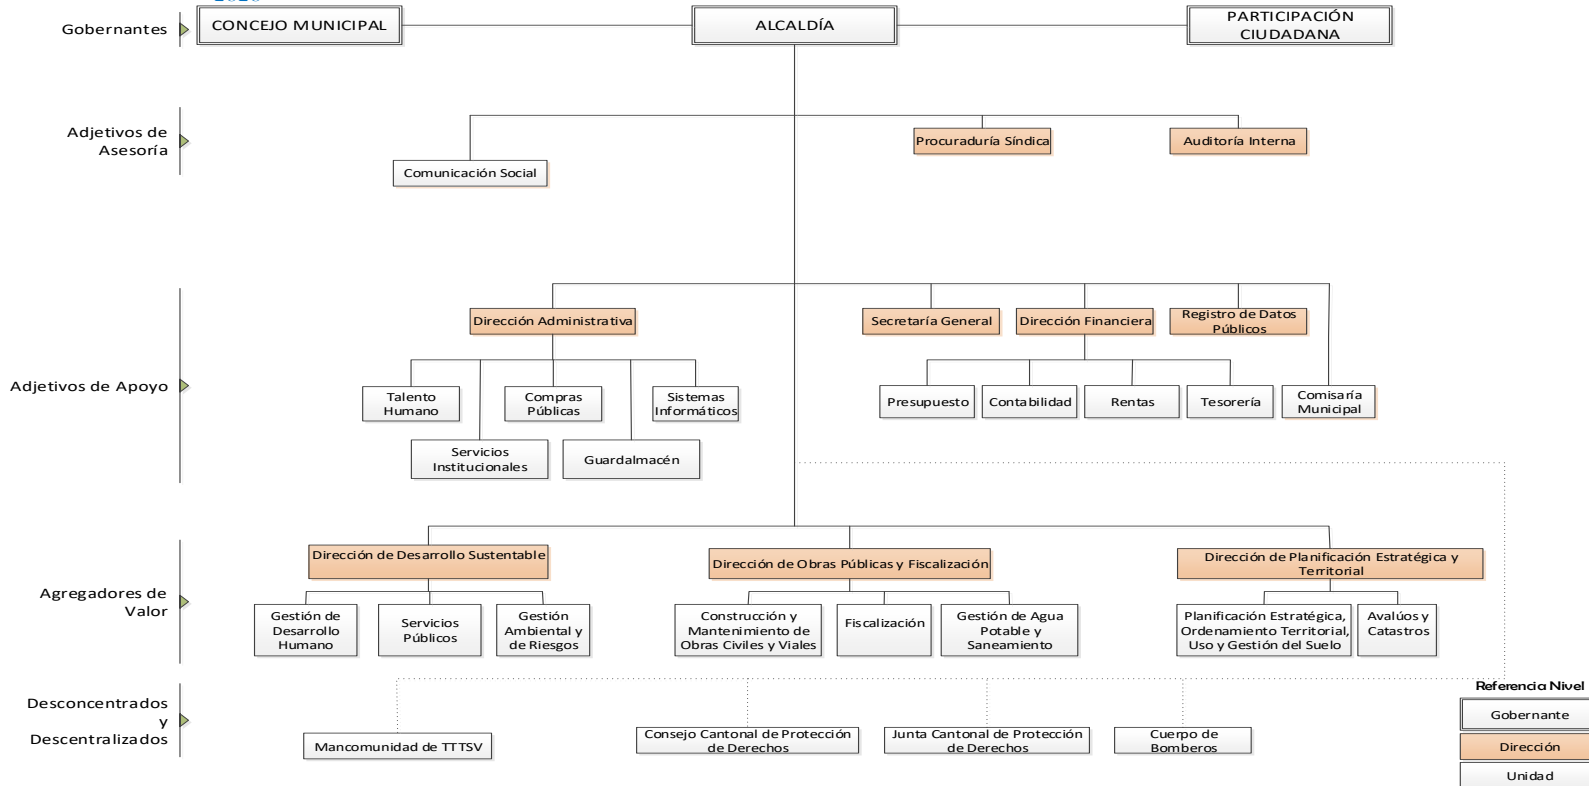 Gobernantes
CONCEJO MUNICIPAL
ALCALDÍA
PARTICIPACIÓN
CIUDADANA
Adjetivos de
Asesoría
Comunicación Social
Procuraduría Síndica
Auditoría Interna
Adjetivos de Apoyo
Dirección Administrativa
Secretaría General
Dirección Financiera
Registro de Datos
Públicos
Talento
Humano
Compras
Públicas
Sistemas
Informáticos
Servicios
Institucionales
Guardalmacén
Presupuesto
Contabilidad
Rentas
Tesorería
Comisaría
Municipal
Agregadores de
Valor
Dirección de Desarrollo Sustentable
Dirección de Obras Públicas y Fiscalización
Dirección de Planificación Estratégica y
Territorial
Gestión de
Desarrollo
Humano
Servicios
Públicos
Gestión
Ambiental y
de Riesgos
Construcción y
Mantenimiento de
Obras Civiles y Viales
Fiscalización
Gestión de Agua
Potable y
Saneamiento
Planificación Estratégica,
Ordenamiento Territorial,
Uso y Gestión del Suelo
Avalúos y
Catastros
Desconcentrados
y
Descentralizados
Mancomunidad de TTTSV
Consejo Cantonal de Protección
de Derechos
Junta Cantonal de Protección
de Derechos
Cuerpo de
Bomberos
Referencia Nivel
Gobernante
Dirección
Unidad